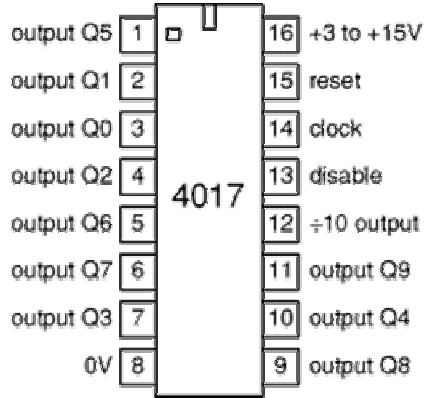 output Q5 1 16 +3 to +15V
output Q1 2 15 reset
output Q0 3 14 clock
output Q2 4 13 disable
4017
output Q6 5 12 ÷10 output
output Q7 6 11 output Q9
output Q3 7 10 output Q4
0V 8 9 output Q8